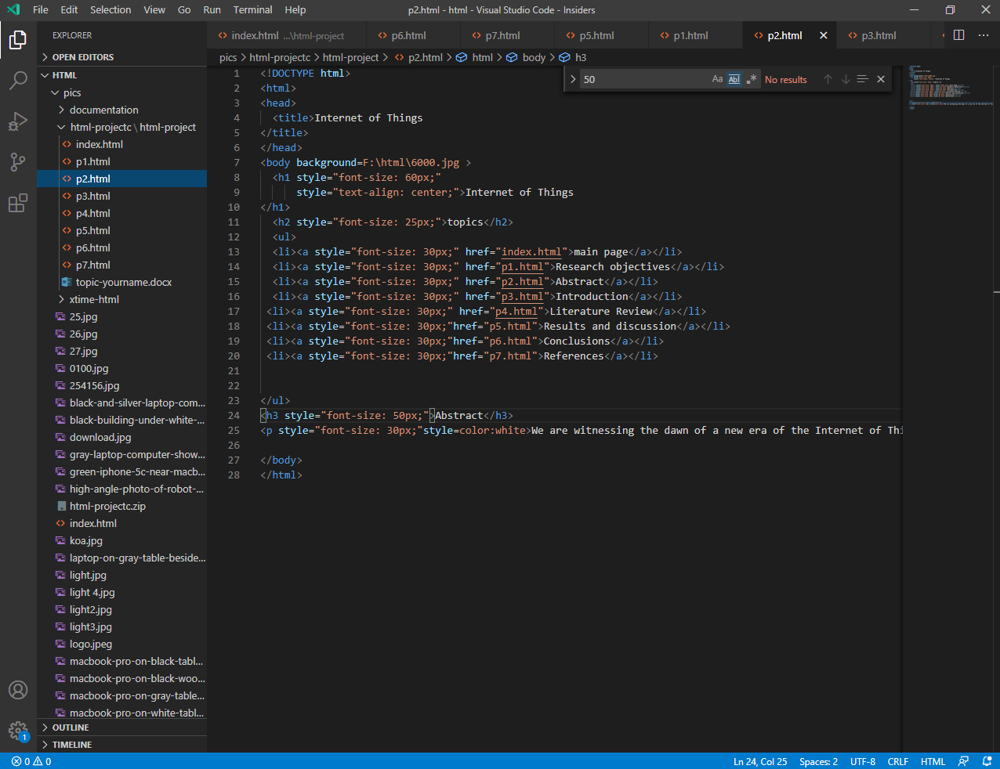 File Edit Selection View Go Run Terminal Help p2.html - html - Visual Studio Code - Insiders
EXPLORER
index.html ...\html-project p6.html p7.html p5.html p1.html p2.html p3.html
OPEN EDITORS
pics > html-projectc > html-project > p2.html > html > body > h3
HTML
pics
documentation
html-projectc \ html-project
index.html
p1.html
p2.html
p3.html
p4.html
p5.html
p6.html
p7.html
topic-yourname.docx
xtime-html
25.jpg
26.jpg
27.jpg
0100.jpg
254156.jpg
black-and-silver-laptop-com...
black-building-under-white-...
download.jpg
gray-laptop-computer-show...
green-iphone-5c-near-macb...
high-angle-photo-of-robot-...
html-projectc.zip
index.html
koa.jpg
laptop-on-gray-table-beside...
light.jpg
light 4.jpg
light2.jpg
light3.jpg
logo.jpeg
macbook-pro-on-black-tabl...
macbook-pro-on-black-woo...
macbook-pro-on-gray-table...
macbook-pro-on-white-tabl...
OUTLINE
TIMELINE
50 Aa Abl .* No results
1 <!DOCTYPE html>
2 <html>
3 <head>
4 <title>Internet of Things
5 </title>
6 </head>
7 <body background=F:\html\6000.jpg >
8 <h1 style="font-size: 60px;"
9 style="text-align: center;">Internet of Things
10 </h1>
11 <h2 style="font-size: 25px;">topics</h2>
12 <ul>
13 <li><a style="font-size: 30px;" href="index.html">main page</a></li>
14 <li><a style="font-size: 30px;" href="p1.html">Research objectives</a></li>
15 <li><a style="font-size: 30px;" href="p2.html">Abstract</a></li>
16 <li><a style="font-size: 30px;" href="p3.html">Introduction</a></li>
17 <li><a style="font-size: 30px;" href="p4.html">Literature Review</a></li>
18 <li><a style="font-size: 30px;"href="p5.html">Results and discussion</a></li>
19 <li><a style="font-size: 30px;"href="p6.html">Conclusions</a></li>
20 <li><a style="font-size: 30px;"href="p7.html">References</a></li>
21
22
23 </ul>
24 <h3 style="font-size: 50px;">Abstract</h3>
25 <p style="font-size: 30px;"style=color:white>We are witnessing the dawn of a new era of the Internet of Thi
26
27 </body>
28 </html>
1
0 0 Ln 24, Col 25 Spaces: 2 UTF-8 CRLF HTML